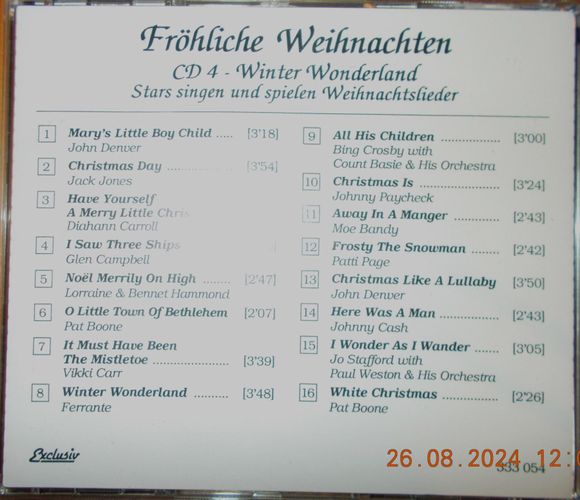 Fröhliche Weihnachten
CD 4 - Winter Wonderland
Stars singen und spielen Weihnachtslieder
1 Mary's Little Boy Child ..... [3'18]
John Denver
2 Christmas Day ............... [3'54]
Jack Jones
3 Have Yourself
A Merry Little
Diahann Carroll
4 I Saw Three Ships
Glen Campbell
5 Noël Merrily On High ........ [2'47]
Lorraine & Bennet Hammond
6 O Little Town Of Bethlehem [2'07]
Pat Boone
7 It Must Have Been
The Mistletoe .................... [3'39]
Vikki Carr
8 Winter Wonderland .......... [3'48]
Ferrante
9 All His Children ................. [3'00]
Bing Crosby with
Count Basie & His Orchestra
10 Christmas Is ...................... [3'24]
Johnny Paycheck
11 Away In A Manger ............ [2'43]
Moe Bandy
12 Frosty The Snowman ........ [2'42]
Patti Page
13 Christmas Like A Lullaby [3'50]
John Denver
14 Here Was A Man ............... [2'43]
Johnny Cash
15 I Wonder As I Wander ....... [3'05]
Jo Stafford with
Paul Weston & His Orchestra
16 White Christmas ................ [2'26]
Pat Boone
Exclusiv
26.08.2024 12:
333 054